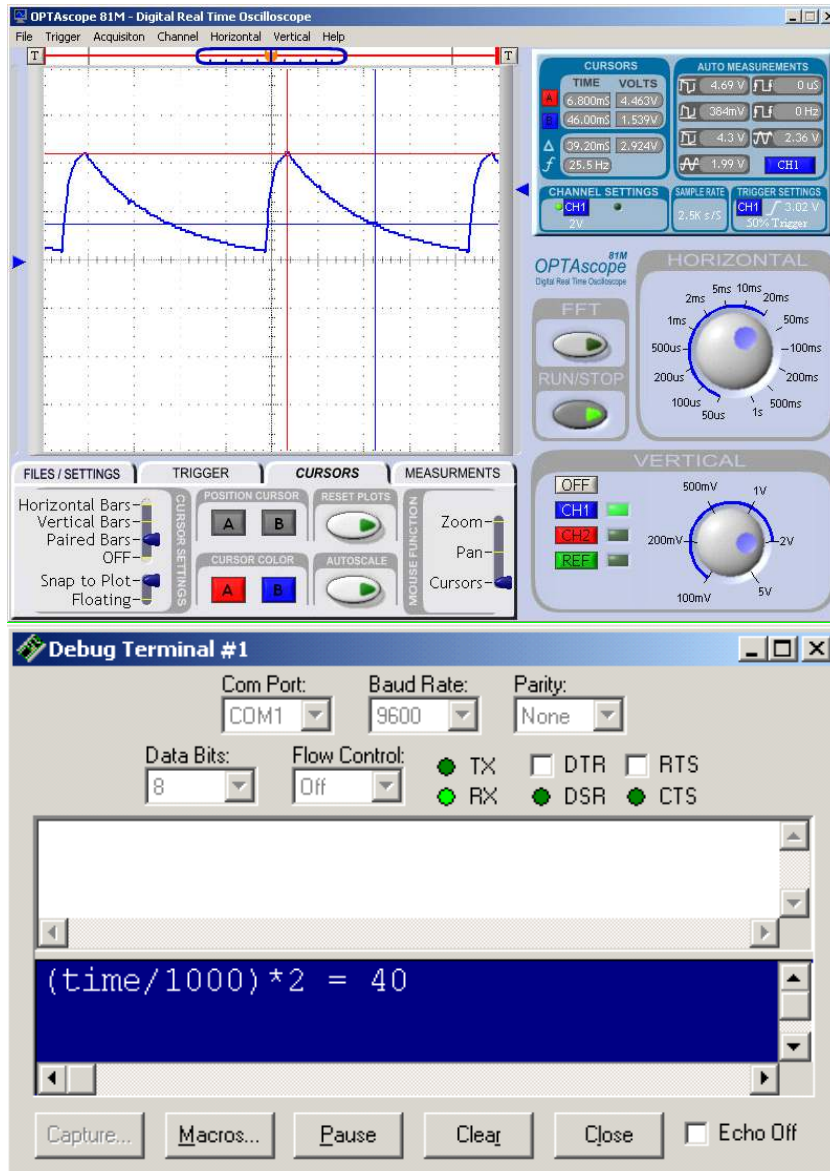 OPTAscope 81M - Digital Real Time Oscilloscope
File Trigger Acquisiton Channel Horizontal Vertical Help
T T
CURSORS
TIME VOLTS
A 6.800mS 4.463V
B 46.00mS 1.539V
Δ 39.20mS 2.924V
f 25.5 Hz
AUTO MEASUREMENTS
4.69 V 0 uS
384mV 0 Hz
4.3 V 2.36 V
1.99 V CH1
CHANNEL SETTINGS
CH1
2V
SAMPLE RATE
2.5K s/S
TRIGGER SETTINGS
CH1 3.02 V
50% Trigger
81M
OPTAscope
Digital Real Time Oscilloscope
FFT
RUN/STOP
HORIZONTAL
50us
100us
200us
500us
1ms
2ms
5ms
10ms
20ms
50ms
100ms
200ms
500ms
1s
FILES / SETTINGS TRIGGER CURSORS MEASURMENTS
Horizontal Bars
Vertical Bars
Paired Bars
OFF
Snap to Plot
Floating
CURSOR SETTINGS
POSITION CURSOR
A B
CURSOR COLOR
A B
RESET PLOTS
AUTOSCALE
MOUSE FUNCTION
Zoom
Pan
Cursors
VERTICAL
OFF
CH1
CH2
REF
100mV
200mV
500mV
1V
2V
5V
Debug Terminal #1
Com Port: Baud Rate: Parity:
COM1 9600 None
Data Bits: Flow Control:
8 Off
TX DTR RTS
RX DSR CTS
(time/1000)*2 = 40
Capture... Macros... Pause Clear Close Echo Off